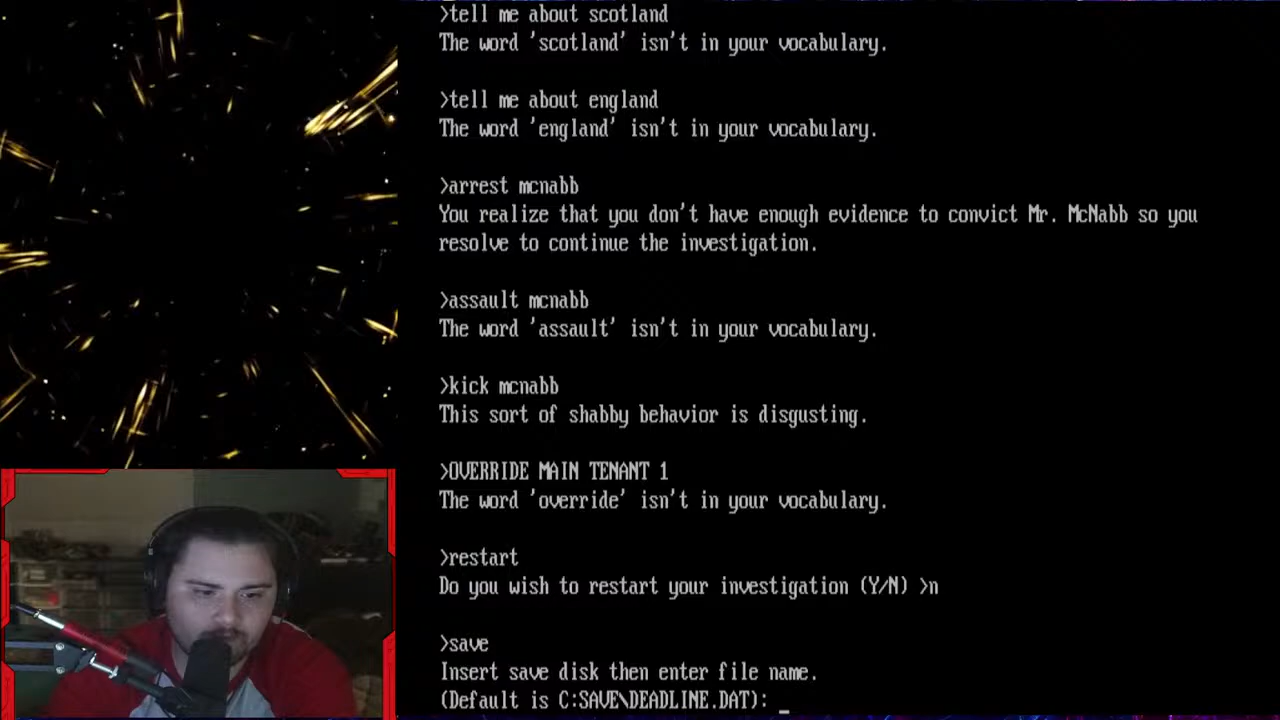 >tell me about scotland
The word 'scotland' isn't in your vocabulary.
>tell me about england
The word 'england' isn't in your vocabulary.
>arrest mcnabb
You realize that you don't have enough evidence to convict Mr. McNabb so you
resolve to continue the investigation.
>assault mcnabb
The word 'assault' isn't in your vocabulary.
>kick mcnabb
This sort of shabby behavior is disgusting.
>OVERRIDE MAIN TENANT 1
The word 'override' isn't in your vocabulary.
>restart
Do you wish to restart your investigation (Y/N) >n
>save
Insert save disk then enter file name.
(Default is C:SAVE\DEADLINE.DAT): _